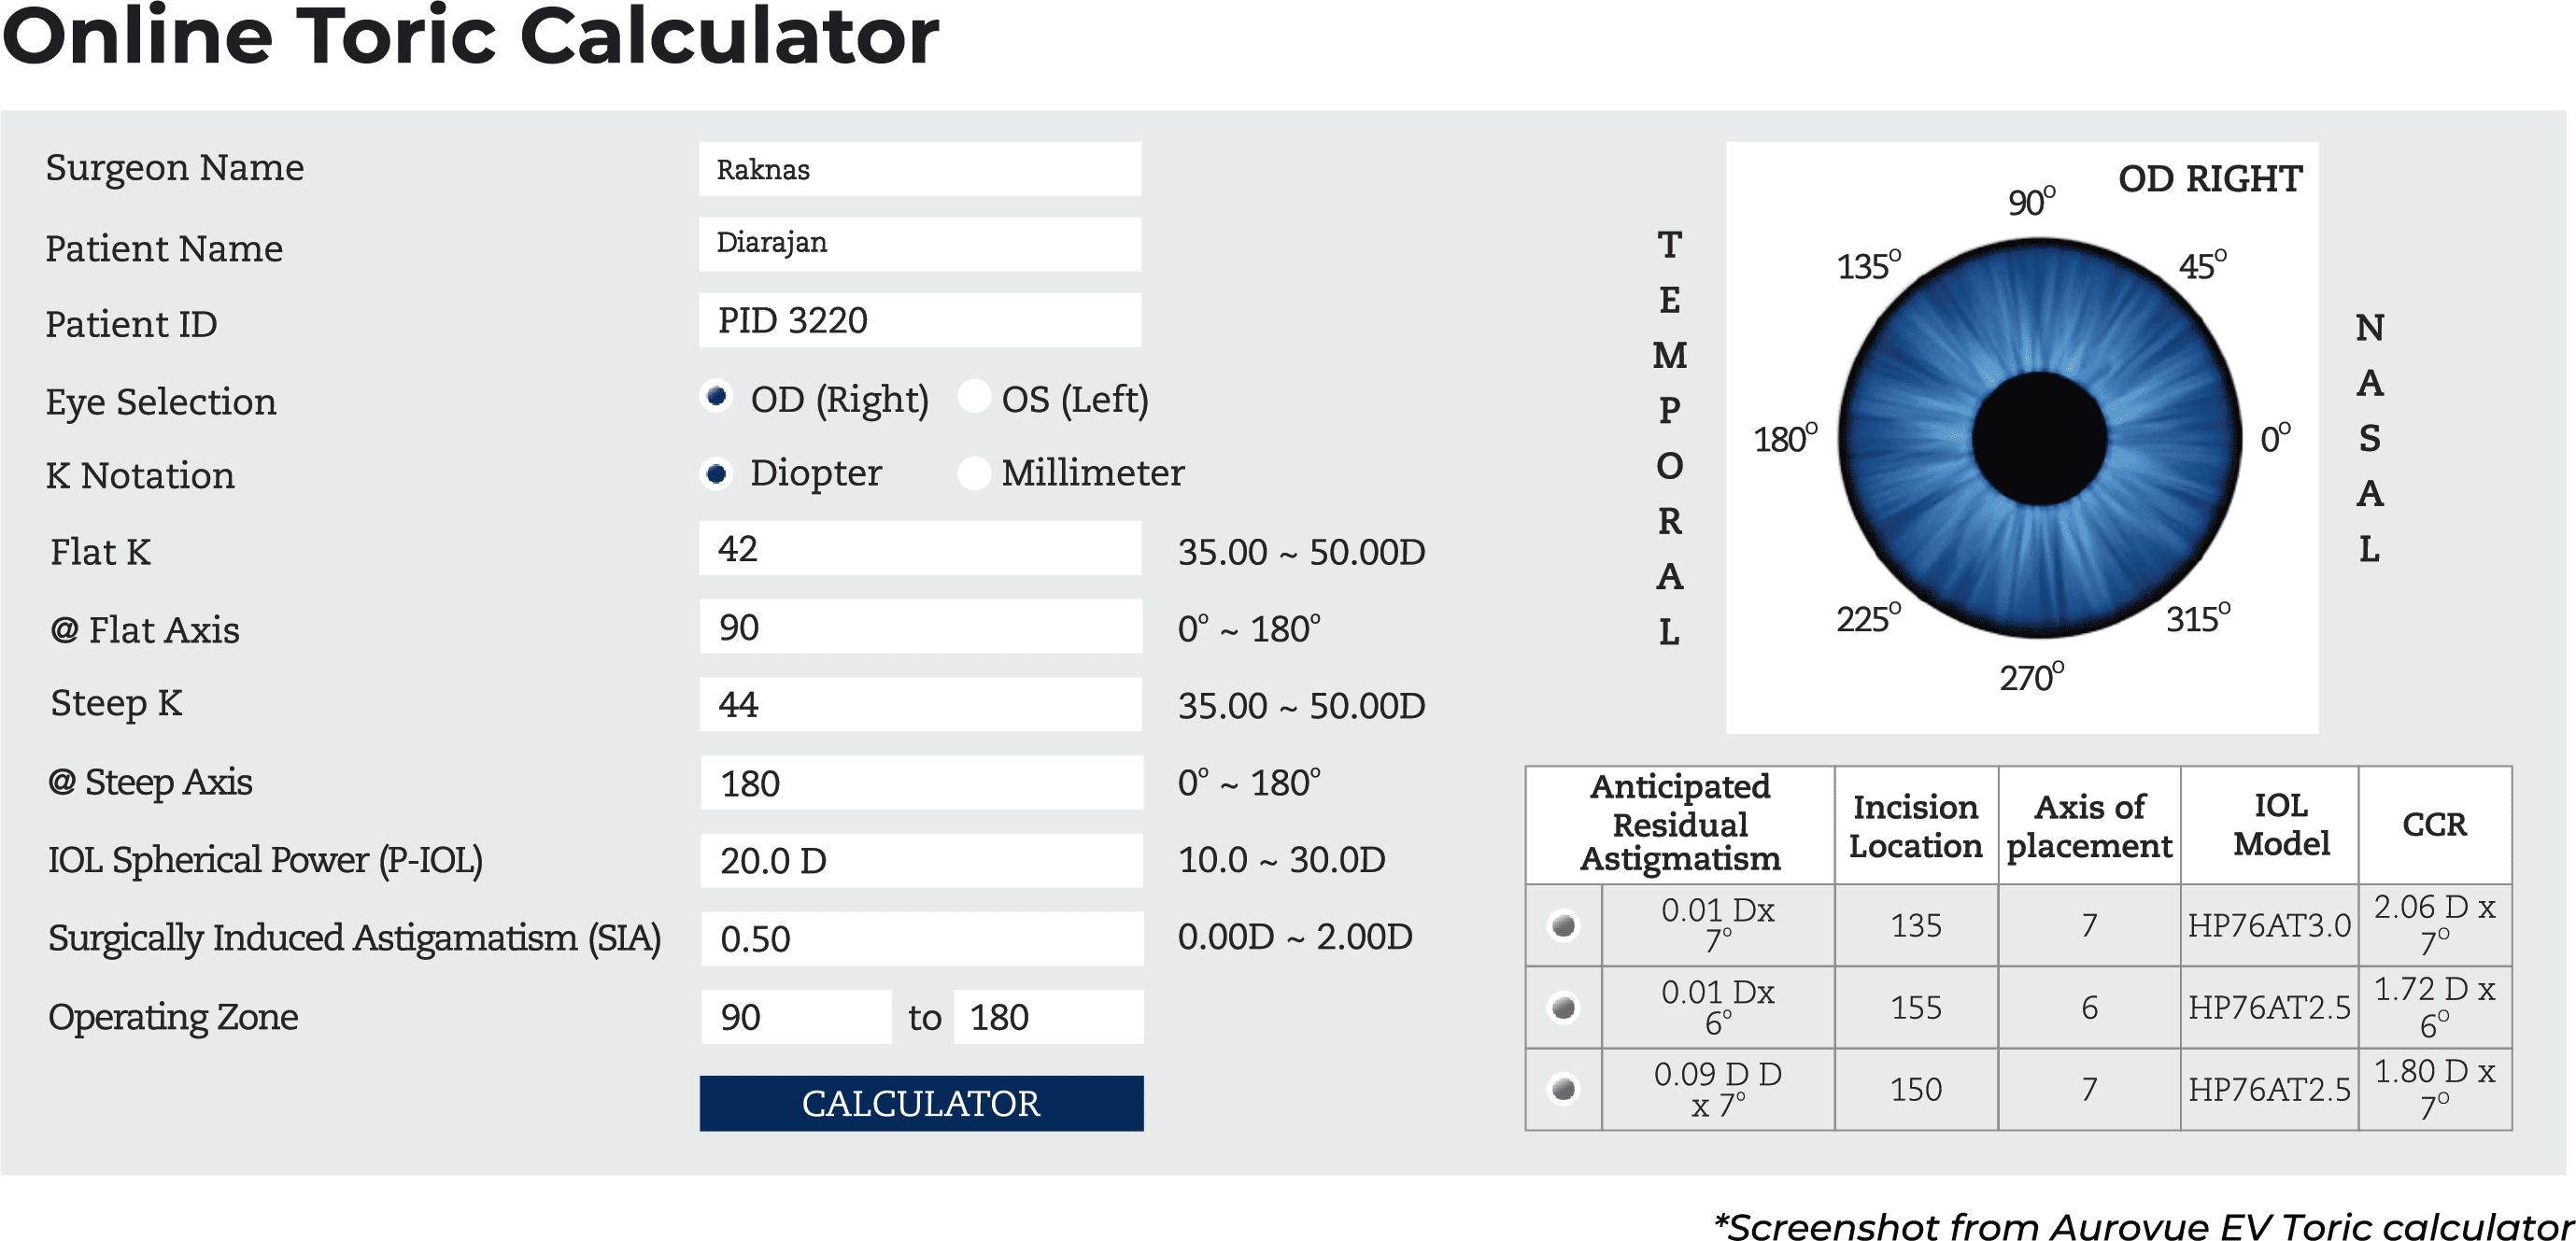 Online Toric Calculator
Surgeon Name Raknas
Patient Name Diarajan
Patient ID PID 3220
Eye Selection OD (Right) OS (Left)
K Notation Diopter Millimeter
Flat K 42 35.00 ~ 50.00D
@ Flat Axis 90 0° ~ 180°
Steep K 44 35.00 ~ 50.00D
@ Steep Axis 180 0° ~ 180°
IOL Spherical Power (P-IOL) 20.0 D 10.0 ~ 30.0D
Surgically Induced Astigamatism (SIA) 0.50 0.00D ~ 2.00D
Operating Zone 90 to 180
CALCULATOR
TEMPORAL
OD RIGHT
90°
135° 45°
180° 0°
225° 315°
270°
NASAL
Anticipated Residual Astigmatism Incision Location Axis of placement IOL Model CCR
0.01 Dx 7° 135 7 HP76AT3.0 2.06 D x 7°
0.01 Dx 6° 155 6 HP76AT2.5 1.72 D x 6°
0.09 D D x 7° 150 7 HP76AT2.5 1.80 D x 7°
*Screenshot from Aurovue EV Toric calculator